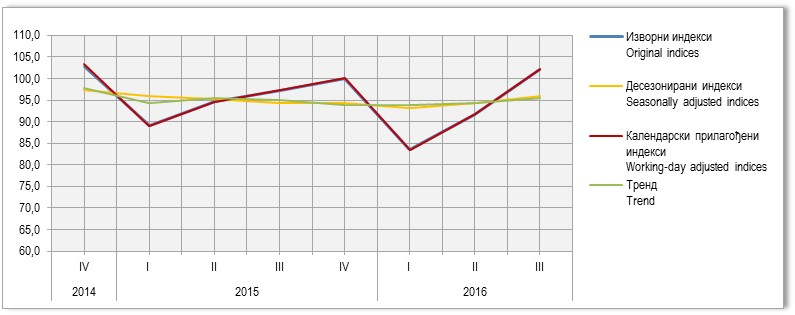 110,0
105,0
100,0
95,0
90,0
85,0
80,0
75,0
70,0
65,0
60,0
IV I II III IV I II III
2014 2015 2016
Изворни индекси
Original indices
Десезонирани индекси
Seasonally adjusted indices
Календарски прилагођени
индекси
Working-day adjusted indices
Тренд
Trend